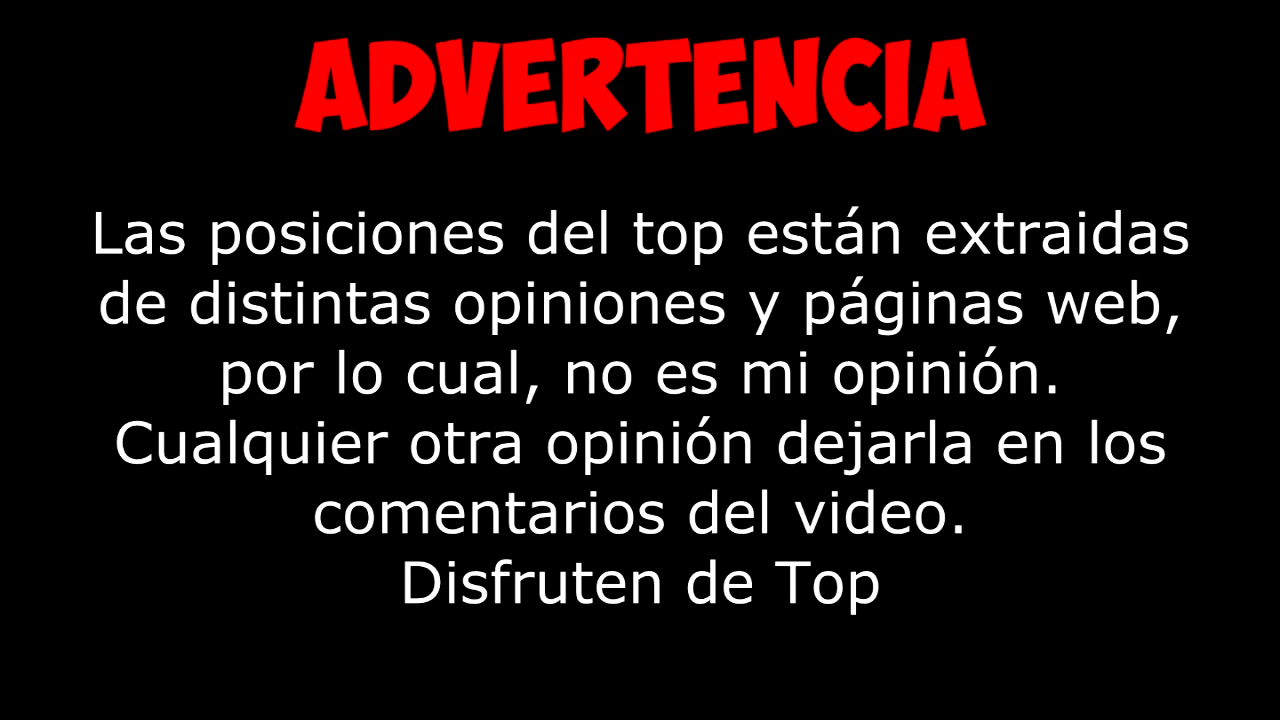 ADVERTENCIA
Las posiciones del top están extraidas
de distintas opiniones y páginas web,
por lo cual, no es mi opinión.
Cualquier otra opinión dejarla en los
comentarios del video.
Disfruten de Top